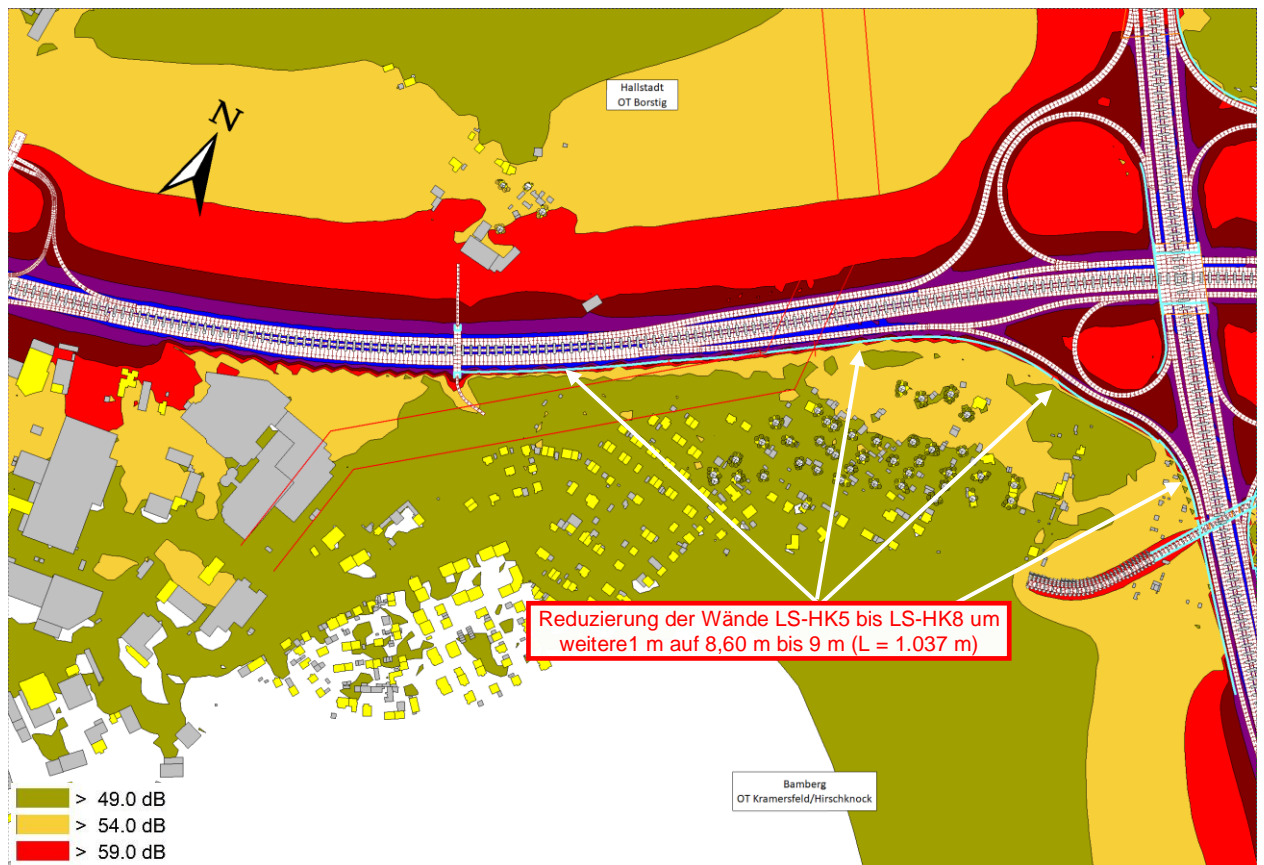 Hallstadt
OT Borstig
N
Reduzierung der Wände LS-HK5 bis LS-HK8 um
weitere1 m auf 8,60 m bis 9 m (L = 1.037 m)
Bamberg
OT Kramersfeld/Hirschknock
> 49.0 dB
> 54.0 dB
> 59.0 dB